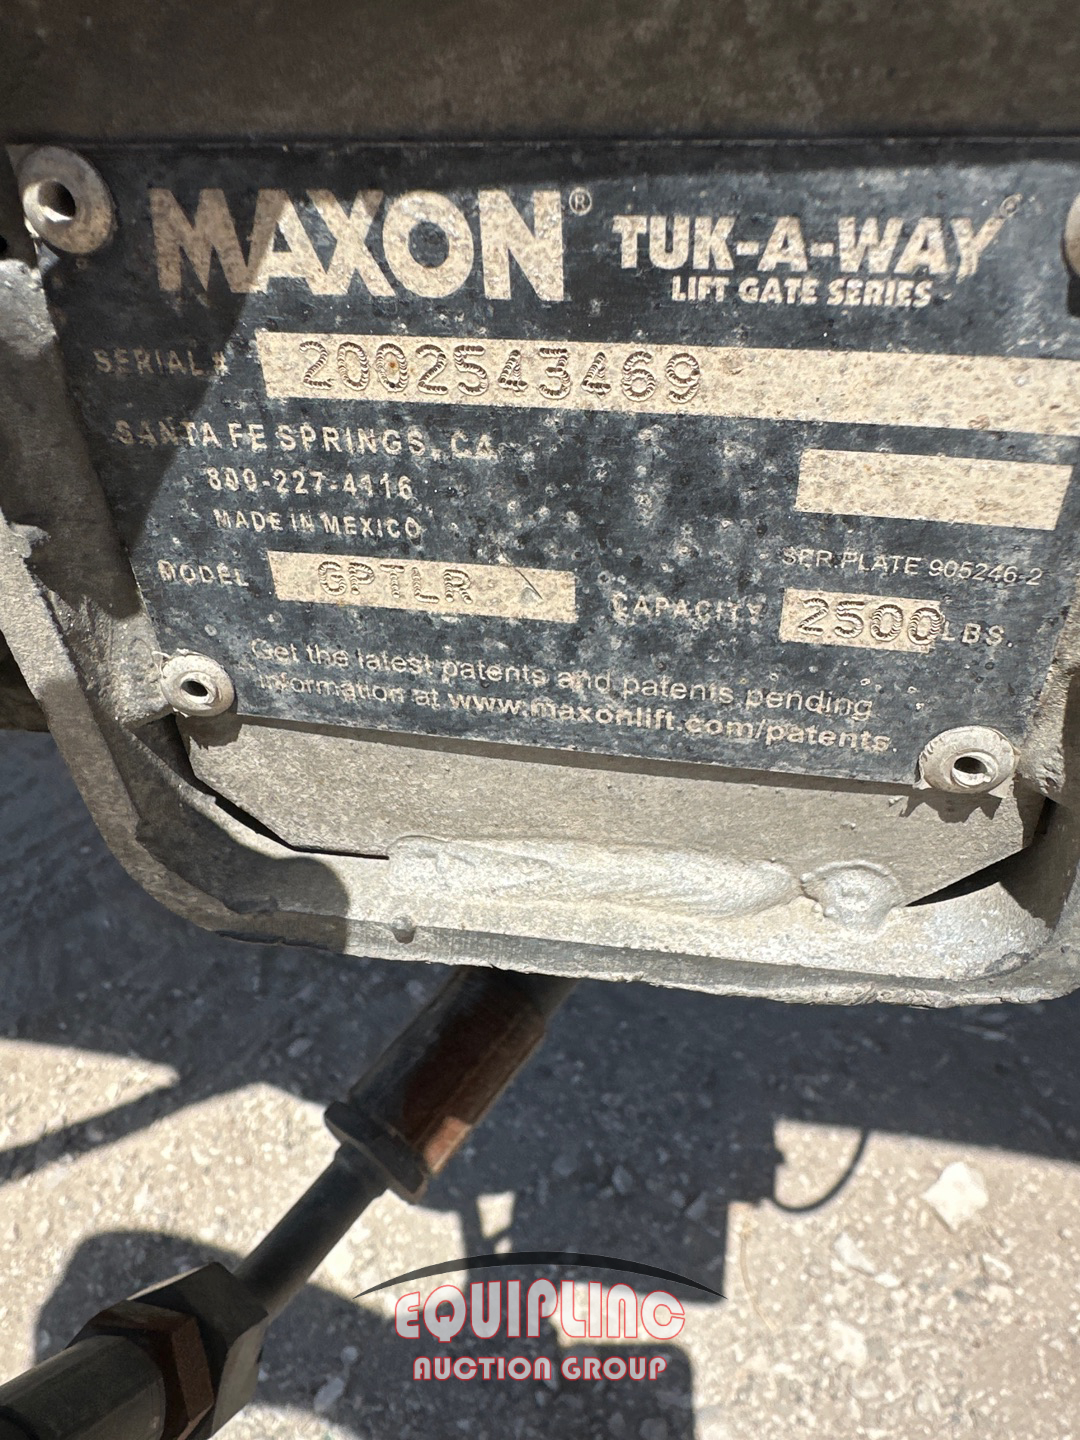 MAXON® TUK-A-WAY
LIFT GATE SERIES
SERIAL # 2002543469
SANTA FE SPRINGS, CA
800-227-4116
MADE IN MEXICO
SER.PLATE 905246-2
MODEL GPTLR CAPACITY 2500 LBS.
Get the latest patents and patents pending
information at www.maxonlift.com/patents.
EQUIPLINC
AUCTION GROUP